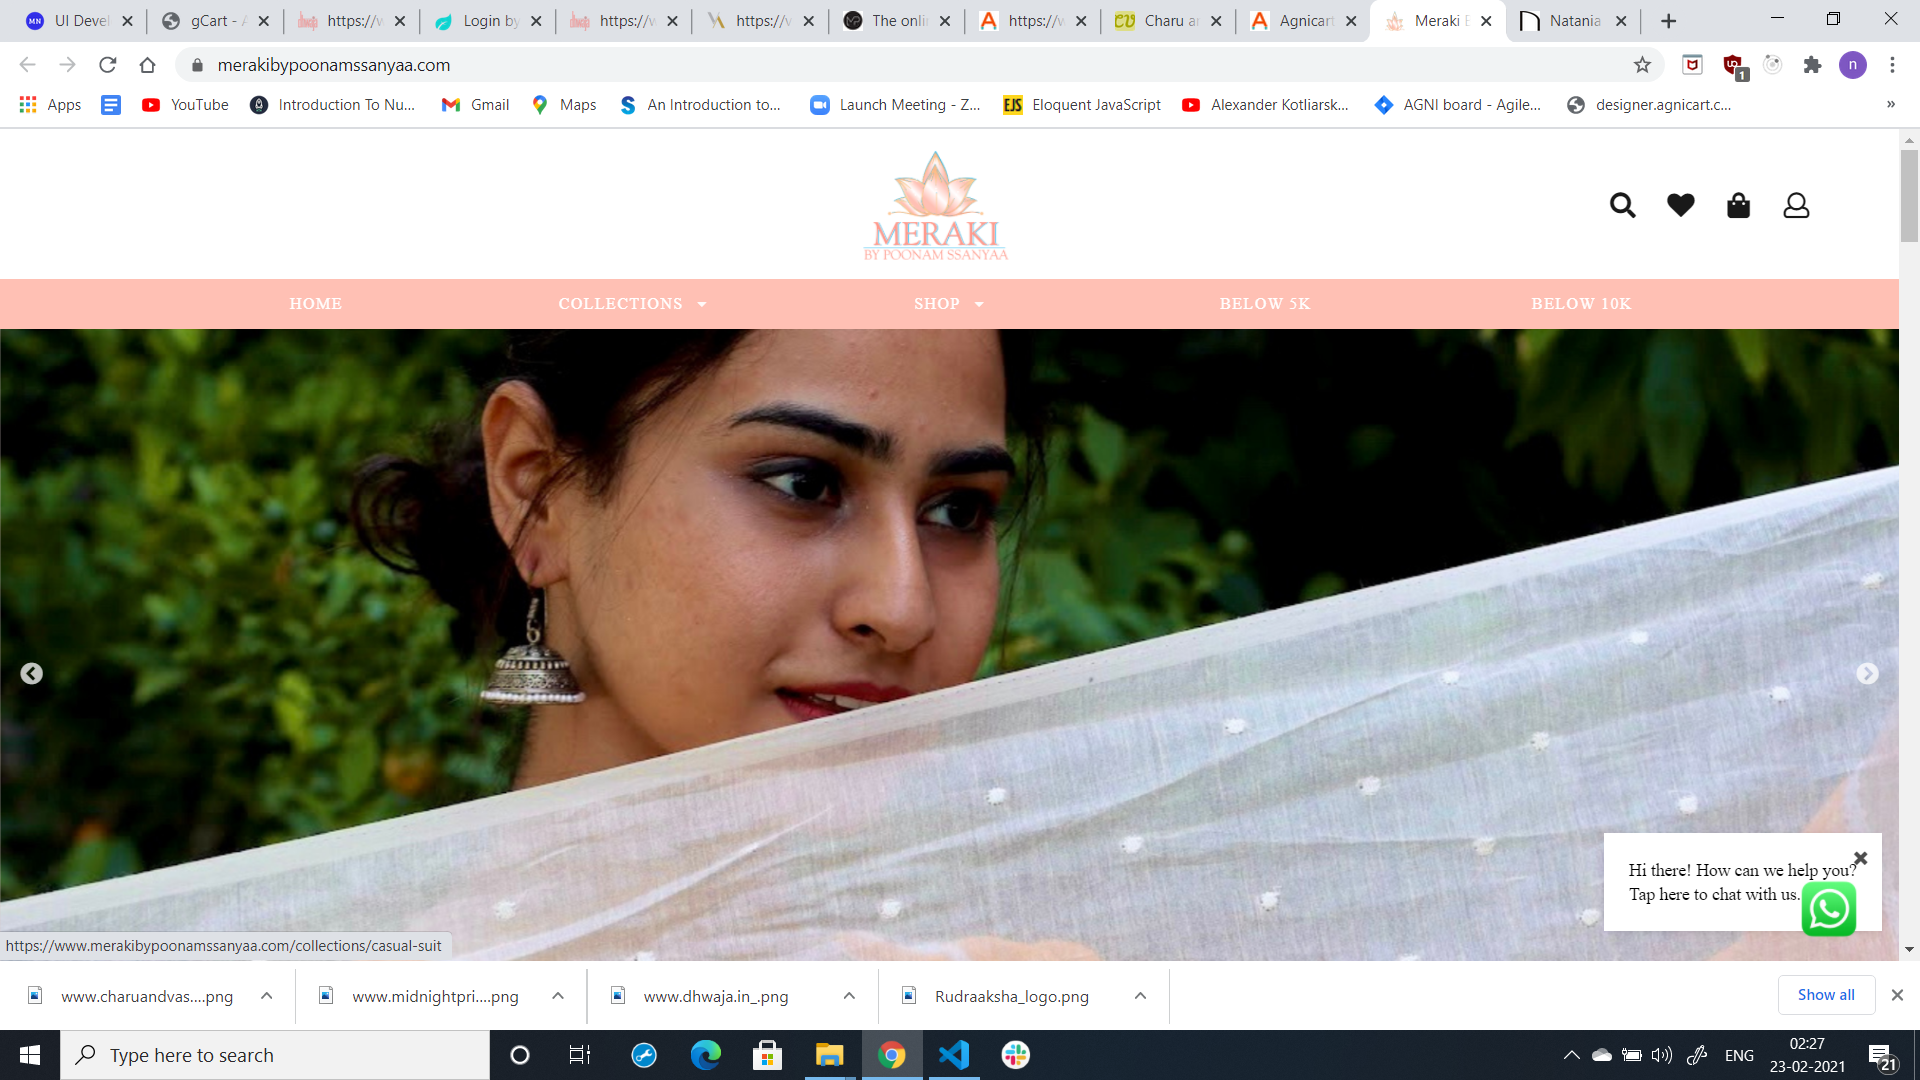 UI Devel
gCart - A
https://w
Login by
https://w
https://v
The onlin
https://w
Charu an
Agnicart
Meraki B
Natania
merakibypoonamssanyaa.com
n
1
Apps
YouTube
Introduction To Nu...
Gmail
Maps
An Introduction to...
Launch Meeting - Z...
EJS Eloquent JavaScript
Alexander Kotliarsk...
AGNI board - Agile...
designer.agnicart.c...
»
MERAKI
BY POONAM SSANYAA
HOME
COLLECTIONS
SHOP
BELOW 5K
BELOW 10K
Hi there! How can we help you?
Tap here to chat with us.
https://www.merakibypoonamssanyaa.com/collections/casual-suit
www.charuandvas....png
www.midnightpri....png
www.dhwaja.in_.png
Rudraaksha_logo.png
Show all
Type here to search
ENG
02:27
23-02-2021
21